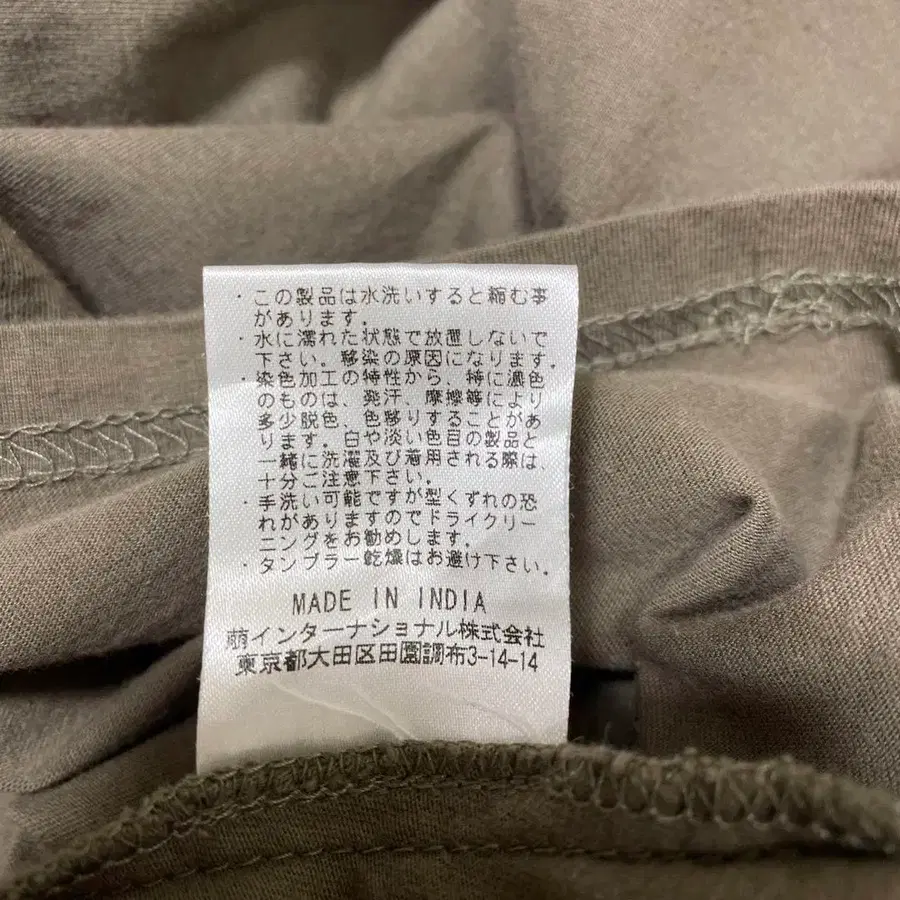 ・この製品は水洗いすると縮む事
があります。
・水に濡れた状態で放置しないで
下さい。移染の原因になります。
・染色加工の特性から、特に濃色
のものは、発汗、摩擦等により
多少脱色、色移りすることがあ
ります。白や淡い色目の製品と
一緒に洗濯及び着用される際は、
十分ご注意下さい。
・手洗い可能ですが型くずれの恐
れがありますのでドライクリー
ニングをお勧めします。
・タンブラー乾燥はお避け下さい。
MADE IN INDIA
萠インターナショナル株式会社
東京都大田区田園調布3-14-14